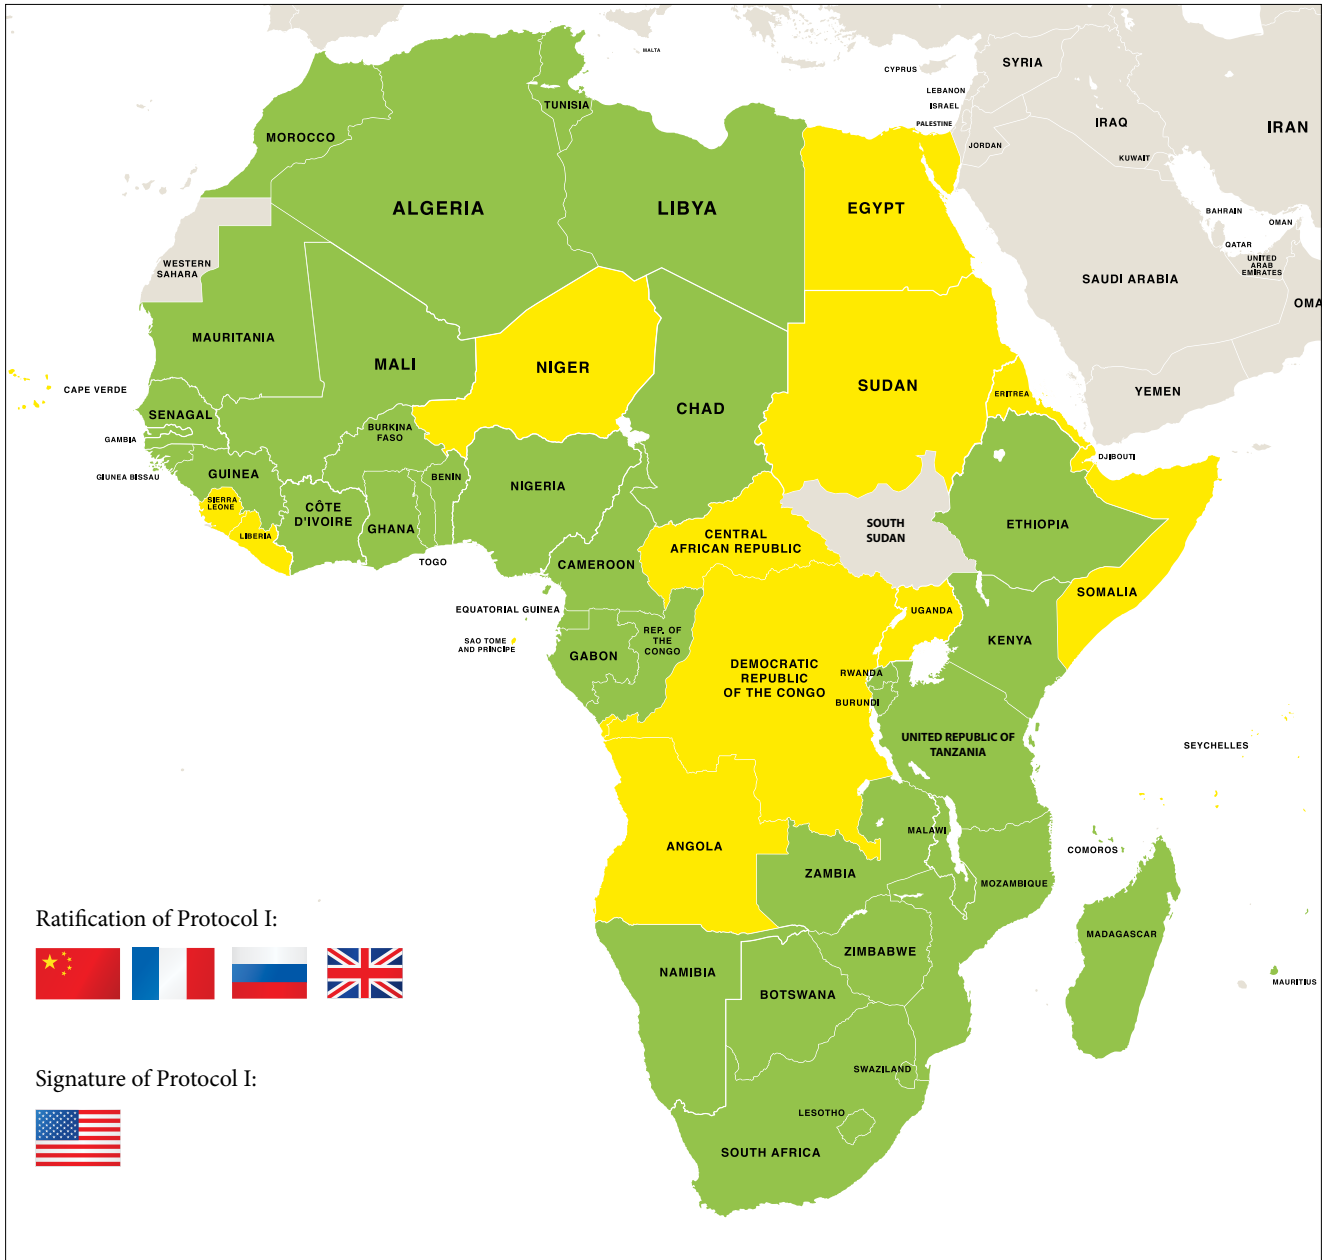 MALTA
CYPRUS
SYRIA
LEBANON
ISRAEL
PALESTINE
IRAQ
IRAN
JORDAN
KUWAIT
TUNISIA
MOROCCO
ALGERIA
LIBYA
EGYPT
BAHRAIN
OMAN
QATAR
UNITED
ARAB
EMIRATES
SAUDI ARABIA
OMA
WESTERN
SAHARA
MAURITANIA
MALI
NIGER
CHAD
SUDAN
ERITREA
YEMEN
CAPE VERDE
SENAGAL
GAMBIA
GIUNEA BISSAU
GUINEA
BURKINA
FASO
BENIN
NIGERIA
DJIBOUTI
SIERRA
LEONE
LIBERIA
CÔTE
D'IVOIRE
GHANA
TOGO
CAMEROON
CENTRAL
AFRICAN REPUBLIC
SOUTH
SUDAN
ETHIOPIA
SOMALIA
EQUATORIAL GUINEA
SAO TOME
AND PRINCIPE
GABON
REP. OF
THE
CONGO
DEMOCRATIC
REPUBLIC
OF THE CONGO
UGANDA
KENYA
RWANDA
BURUNDI
UNITED REPUBLIC OF
TANZANIA
SEYCHELLES
ANGOLA
ZAMBIA
MALAWI
MOZAMBIQUE
COMOROS
MADAGASCAR
MAURITIUS
NAMIBIA
BOTSWANA
ZIMBABWE
SWAZILAND
LESOTHO
SOUTH AFRICA
Ratification of Protocol I:
Signature of Protocol I: